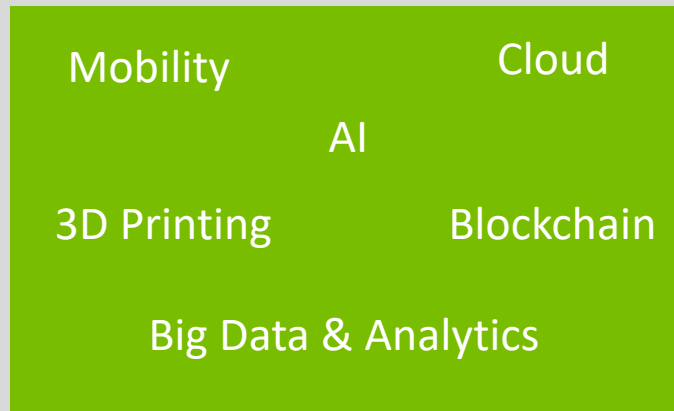 Mobility
Cloud
AI
3D Printing
Blockchain
Big Data & Analytics